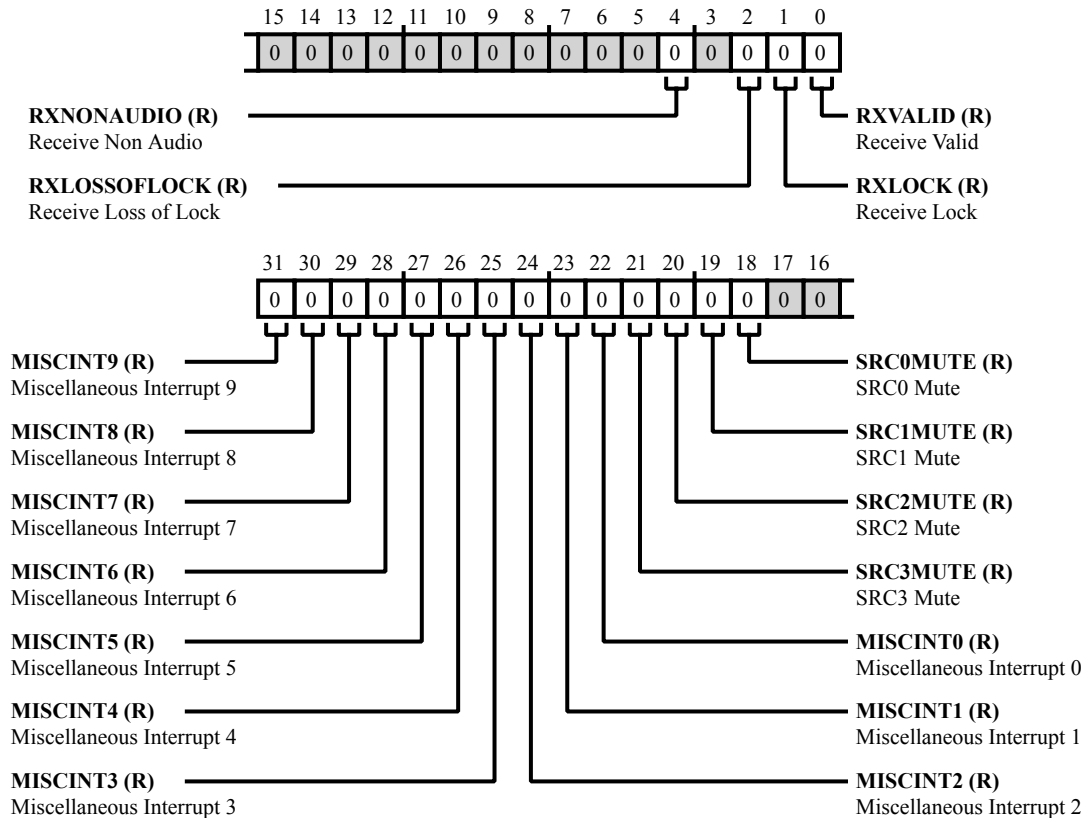 15 14 13 12 11 10 9 8 7 6 5 4 3 2 1 0
0 0 0 0 0 0 0 0 0 0 0 0 0 0 0 0
RXNONAUDIO (R)
Receive Non Audio
RXVALID (R)
Receive Valid
RXLOSSOFLOCK (R)
Receive Loss of Lock
RXLOCK (R)
Receive Lock
31 30 29 28 27 26 25 24 23 22 21 20 19 18 17 16
0 0 0 0 0 0 0 0 0 0 0 0 0 0 0 0
MISCINT9 (R)
Miscellaneous Interrupt 9
SRC0MUTE (R)
SRC0 Mute
MISCINT8 (R)
Miscellaneous Interrupt 8
SRC1MUTE (R)
SRC1 Mute
MISCINT7 (R)
Miscellaneous Interrupt 7
SRC2MUTE (R)
SRC2 Mute
MISCINT6 (R)
Miscellaneous Interrupt 6
SRC3MUTE (R)
SRC3 Mute
MISCINT5 (R)
Miscellaneous Interrupt 5
MISCINT0 (R)
Miscellaneous Interrupt 0
MISCINT4 (R)
Miscellaneous Interrupt 4
MISCINT1 (R)
Miscellaneous Interrupt 1
MISCINT3 (R)
Miscellaneous Interrupt 3
MISCINT2 (R)
Miscellaneous Interrupt 2